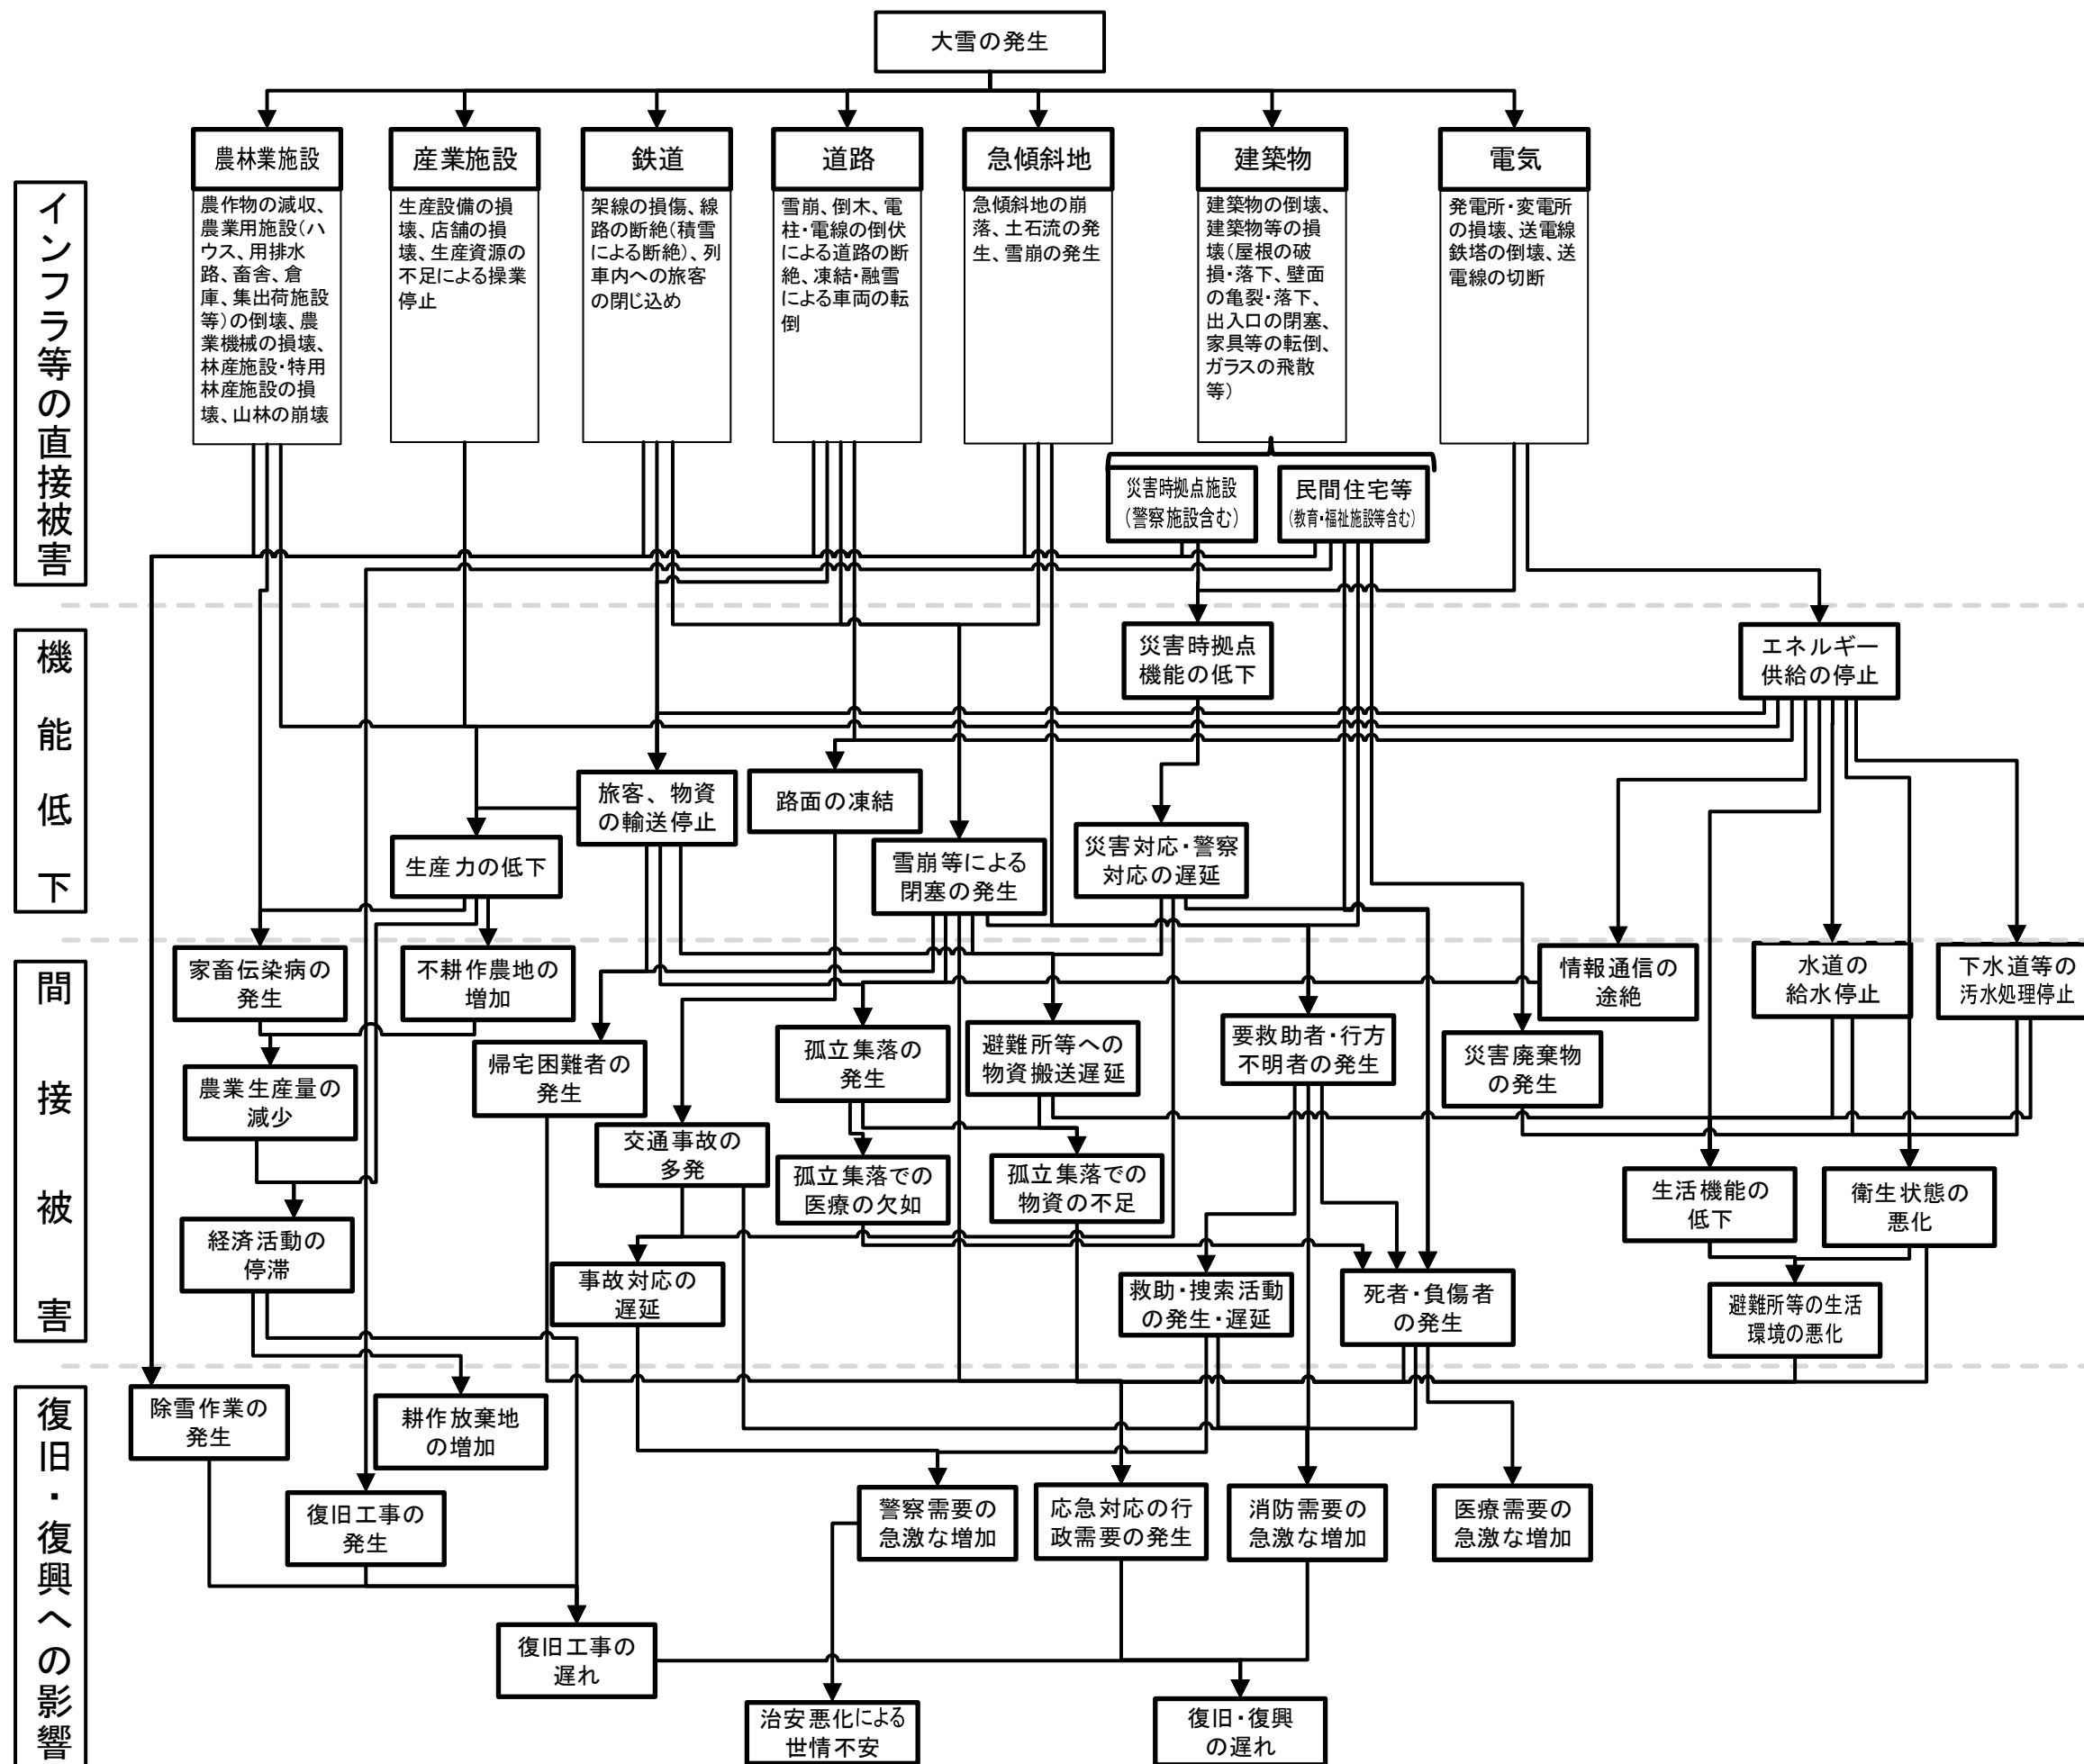 大雪の発生
農林業施設
産業施設
鉄道
道路
急傾斜地
建築物
電気
インフラ等の直接被害
農作物の減収、
農業用施設（ハ
ウス、用排水
路、畜舎、倉
庫、集出荷施設
等）の倒壊、農
業機械の損壊、
林産施設・特用
林産施設の損
壊、山林の崩壊
生産設備の損
壊、店舗の損
壊、生産資源の
不足による操業
停止
架線の損傷、線
路の断絶（積雪
による断絶）、列
車内への旅客
の閉じ込め
雪崩、倒木、電
柱・電線の倒伏
による道路の断
絶、凍結・融雪
による車両の転
倒
急傾斜地の崩
落、土石流の発
生、雪崩の発生
建築物の倒壊、
建築物等の損
壊（屋根の破
損・落下、壁面
の亀裂・落下、
出入口の閉塞、
家具等の転倒、
ガラスの飛散
等）
発電所・変電所
の損壊、送電線
鉄塔の倒壊、送
電線の切断
災害時拠点施設
（警察施設含む）
民間住宅等
（教育・福祉施設等含む）
機能低下
災害時拠点
機能の低下
エネルギー
供給の停止
旅客、物資
の輸送停止
路面の凍結
生産力の低下
雪崩等による
閉塞の発生
災害対応・警察
対応の遅延
間接被害
家畜伝染病の
発生
不耕作農地の
増加
情報通信の
途絶
水道の
給水停止
下水道等の
汚水処理停止
農業生産量の
減少
帰宅困難者の
発生
孤立集落の
発生
避難所等への
物資搬送遅延
要救助者・行方
不明者の発生
災害廃棄物
の発生
交通事故の
多発
孤立集落での
医療の欠如
孤立集落での
物資の不足
生活機能の
低下
衛生状態の
悪化
経済活動の
停滞
事故対応の
遅延
救助・捜索活動
の発生・遅延
死者・負傷者
の発生
避難所等の生活
環境の悪化
復旧・復興への影響
除雪作業の
発生
耕作放棄地
の増加
復旧工事の
発生
警察需要の
急激な増加
応急対応の行
政需要の発生
消防需要の
急激な増加
医療需要の
急激な増加
復旧工事の
遅れ
治安悪化による
世情不安
復旧・復興
の遅れ